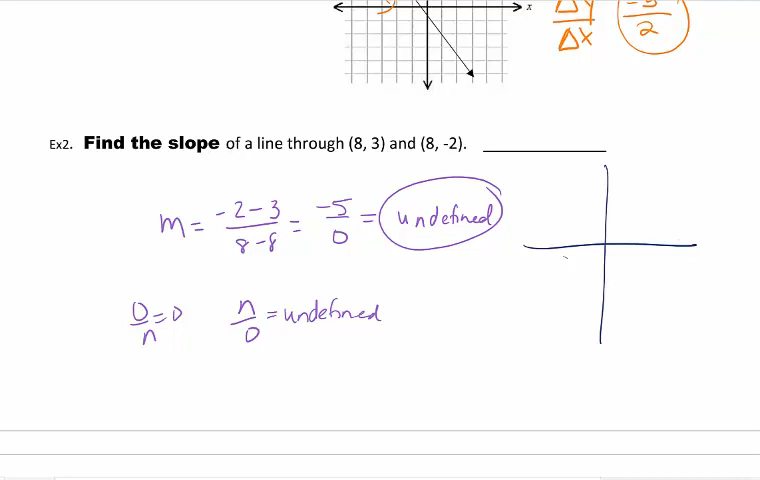 x
Δy
Δx
2
Ex2. Find the slope of a line through (8, 3) and (8, -2). ____________
m = -2-3/8-8 = -5/0 = undefined
0/n = 0 n/0 = undefined